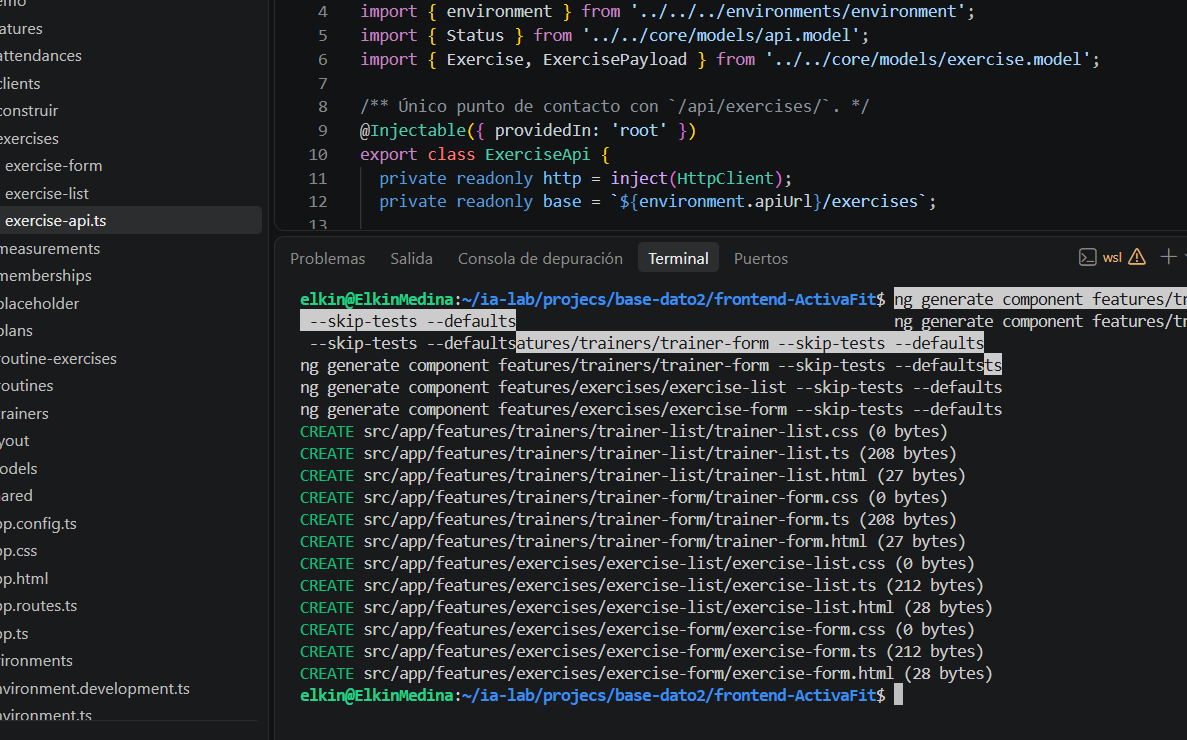 emo
atures
attendances
clients
construir
exercises
exercise-form
exercise-list
exercise-api.ts
measurements
memberships
placeholder
plans
routine-exercises
routines
trainers
yout
odels
ared
pp.config.ts
pp.css
pp.html
pp.routes.ts
pp.ts
ironments
nvironment.development.ts
nvironment.ts
4 import { environment } from '../../../environments/environment';
5 import { Status } from '../../core/models/api.model';
6 import { Exercise, ExercisePayload } from '../../core/models/exercise.model';
7
8 /** Único punto de contacto con `/api/exercises/`. */
9 @Injectable({ providedIn: 'root' })
10 export class ExerciseApi {
11 private readonly http = inject(HttpClient);
12 private readonly base = `${environment.apiUrl}/exercises`;
13
Problemas Salida Consola de depuración Terminal Puertos wsl
elkin@ElkinMedina:~/ia-lab/projecs/base-dato2/frontend-ActivaFit$ ng generate component features/tr
--skip-tests --defaults ng generate component features/tr
--skip-tests --defaultsatures/trainers/trainer-form --skip-tests --defaults
ng generate component features/trainers/trainer-form --skip-tests --defaultsts
ng generate component features/exercises/exercise-list --skip-tests --defaults
ng generate component features/exercises/exercise-form --skip-tests --defaults
CREATE src/app/features/trainers/trainer-list/trainer-list.css (0 bytes)
CREATE src/app/features/trainers/trainer-list/trainer-list.ts (208 bytes)
CREATE src/app/features/trainers/trainer-list/trainer-list.html (27 bytes)
CREATE src/app/features/trainers/trainer-form/trainer-form.css (0 bytes)
CREATE src/app/features/trainers/trainer-form/trainer-form.ts (208 bytes)
CREATE src/app/features/trainers/trainer-form/trainer-form.html (27 bytes)
CREATE src/app/features/exercises/exercise-list/exercise-list.css (0 bytes)
CREATE src/app/features/exercises/exercise-list/exercise-list.ts (212 bytes)
CREATE src/app/features/exercises/exercise-list/exercise-list.html (28 bytes)
CREATE src/app/features/exercises/exercise-form/exercise-form.css (0 bytes)
CREATE src/app/features/exercises/exercise-form/exercise-form.ts (212 bytes)
CREATE src/app/features/exercises/exercise-form/exercise-form.html (28 bytes)
elkin@ElkinMedina:~/ia-lab/projecs/base-dato2/frontend-ActivaFit$